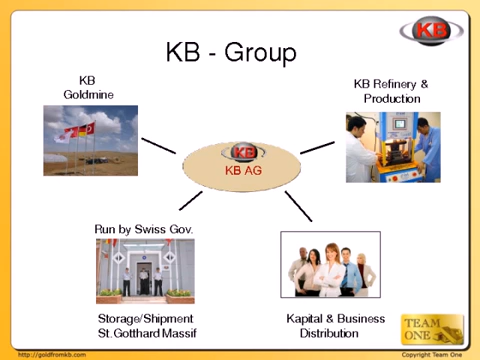 KB
KB - Group
KB
Goldmine
KB Refinery &
Production
KB
KB AG
Run by Swiss Gov.
Storage/Shipment
St.Gotthard Massif
Kapital & Business
Distribution
TEAM
ONE
http://goldfromkb.com
Copyright Team One